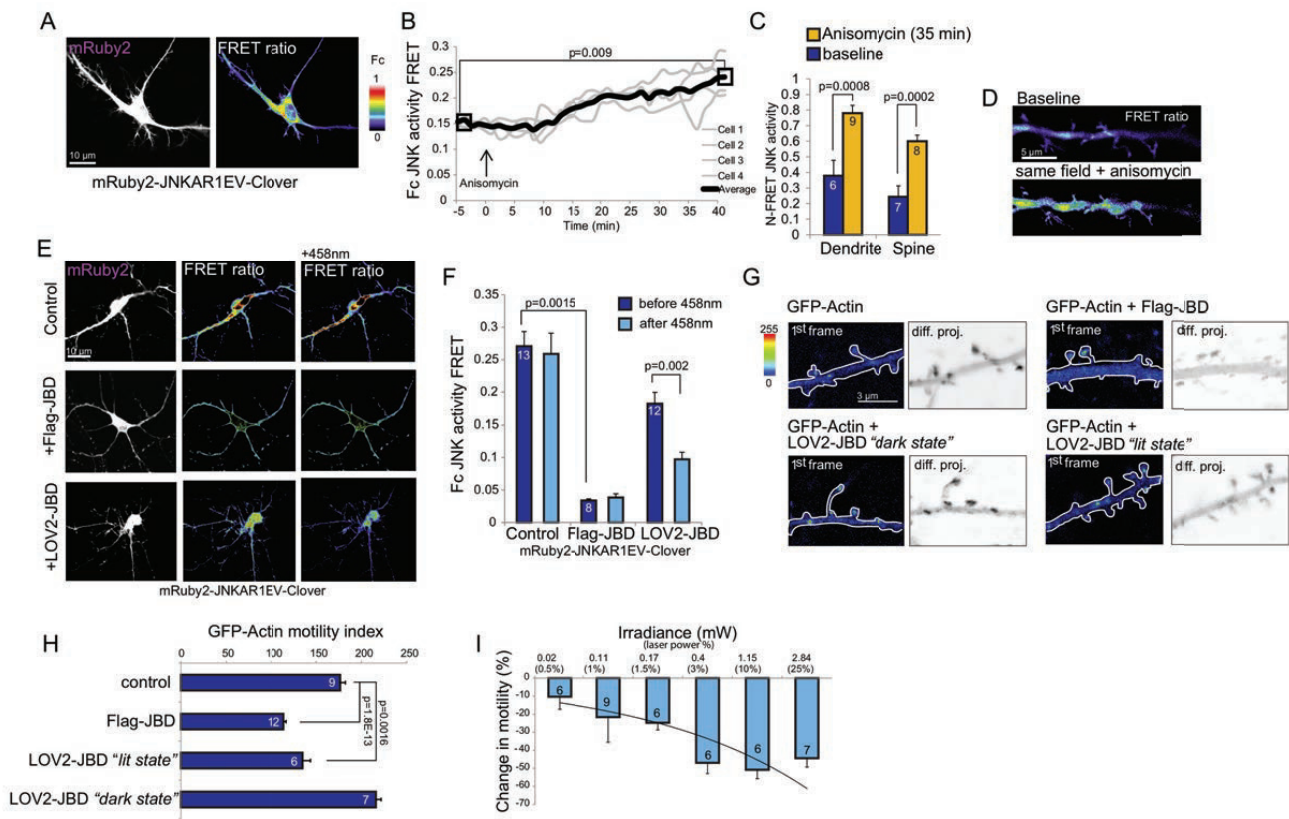 A
mRuby2
FRET ratio
Fc
1
0
10 µm
mRuby2-JNKAR1EV-Clover
B
p=0.009
Fc JNK activity FRET
0.3
0.25
0.20
0.15
0.1
0.05
0
Anisomycin
Cell 1
Cell 2
Cell 3
Cell 4
Average
-5 0 5 10 15 20 25 30 35 40
Time (min)
C
Anisomycin (35 min)
baseline
N-FRET JNK activity
1
0.9
0.8
0.7
0.6
0.5
0.4
0.3
0.2
0.1
0
p=0.0008
p=0.0002
6
9
7
8
Dendrite Spine
D
Baseline
FRET ratio
5 µm
same field + anisomycin
E
mRuby2
FRET ratio
+458nm
FRET ratio
Control
10 µm
+Flag-JBD
+LOV2-JBD
mRuby2-JNKAR1EV-Clover
F
before 458nm
after 458nm
Fc JNK activity FRET
0.35
0.3
0.25
0.2
0.15
0.1
0.05
0
p=0.0015
p=0.002
13
8
12
Control Flag-JBD LOV2-JBD
mRuby2-JNKAR1EV-Clover
G
255
0
GFP-Actin
1st frame
diff. proj.
3 µm
GFP-Actin + Flag-JBD
1st frame
diff. proj.
GFP-Actin +
LOV2-JBD "dark state"
1st frame
diff. proj.
GFP-Actin +
LOV2-JBD "lit state"
1st frame
diff. proj.
H
GFP-Actin motility index
0 50 100 150 200 250
control
9
Flag-JBD
12
LOV2-JBD "lit state"
6
LOV2-JBD "dark state"
7
p=1.8E-13
p=0.0016
I
Irradiance (mW)
(laser power %)
0.02 0.11 0.17 0.4 1.15 2.84
(0.5%) (1%) (1.5%) (3%) (10%) (25%)
Change in motility (%)
0
-10
-20
-30
-40
-50
-60
-70
6
9
6
6
6
7